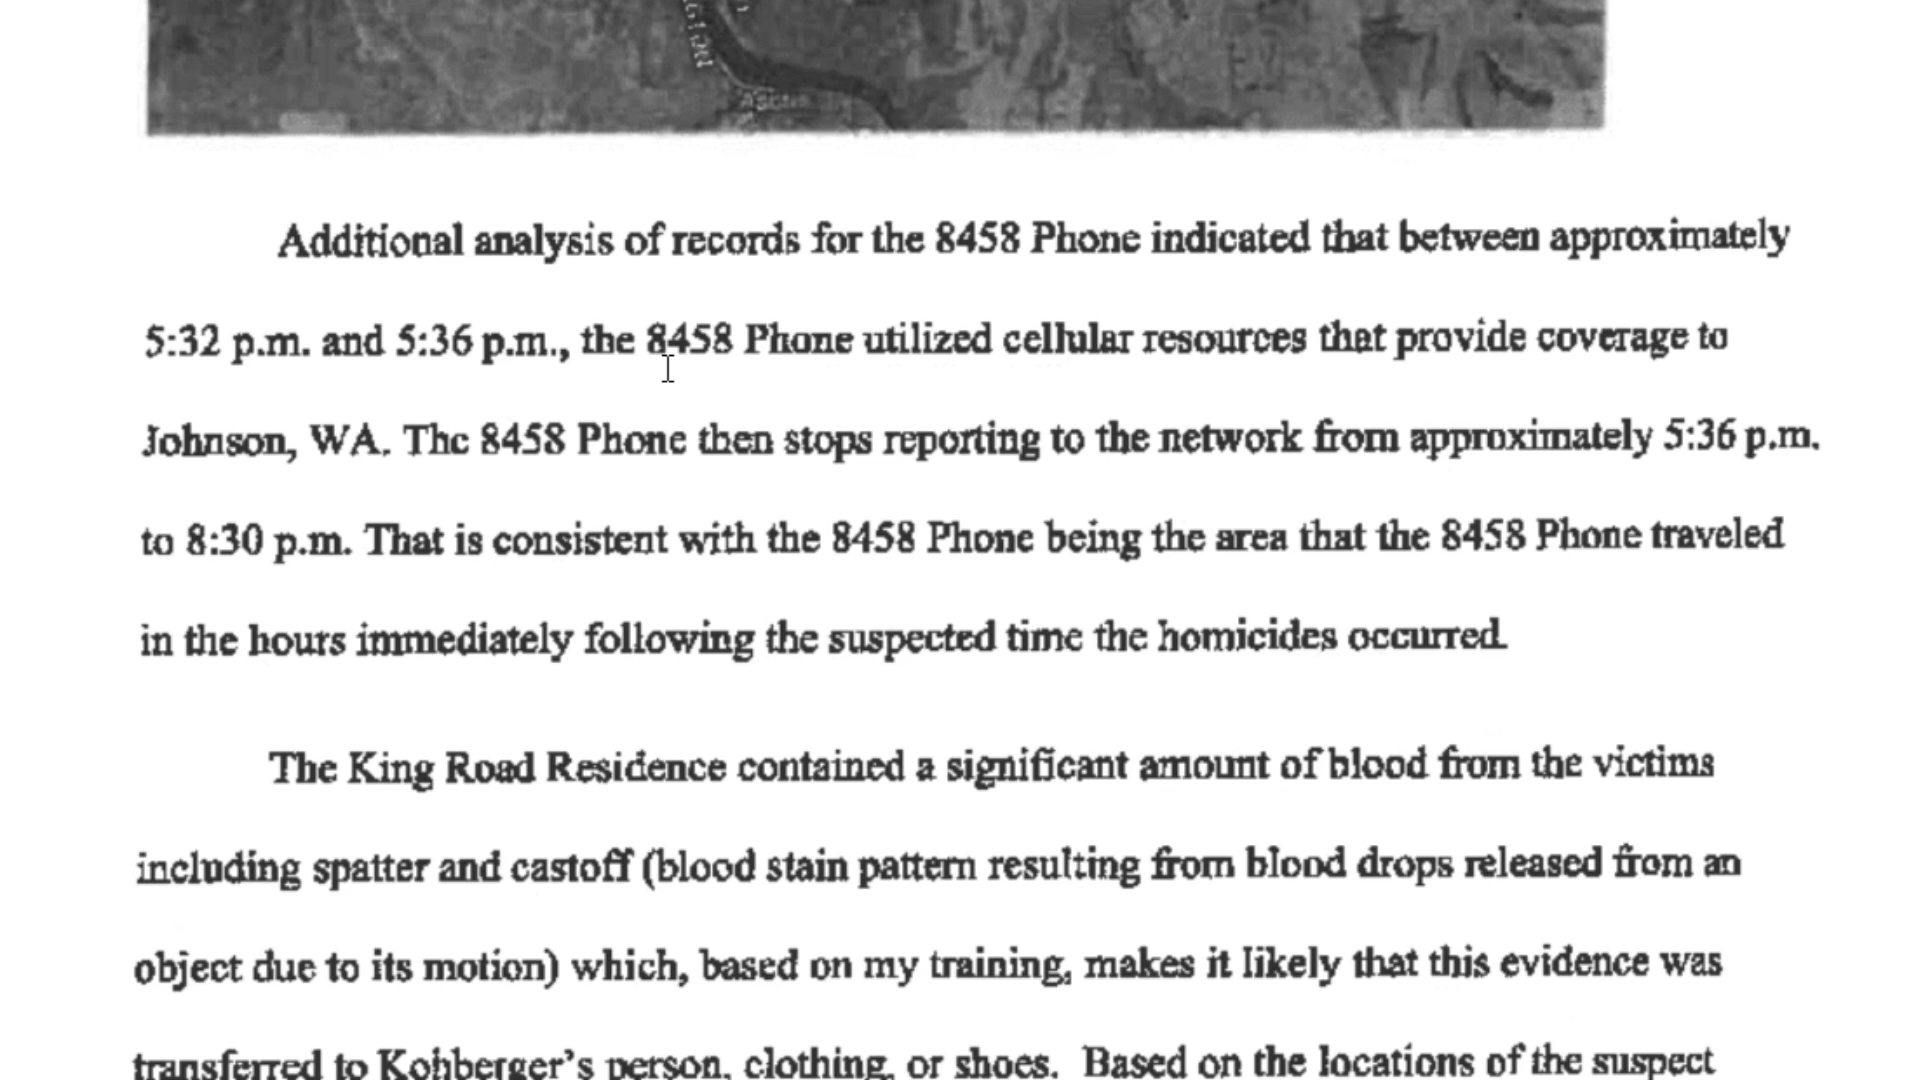 Additional analysis of records for the 8458 Phone indicated that between approximately
5:32 p.m. and 5:36 p.m., the 8458 Phone utilized cellular resources that provide coverage to
Johnson, WA. The 8458 Phone then stops reporting to the network from approximately 5:36 p.m.
to 8:30 p.m. That is consistent with the 8458 Phone being the area that the 8458 Phone traveled
in the hours immediately following the suspected time the homicides occurred.
The King Road Residence contained a significant amount of blood from the victims
including spatter and castoff (blood stain pattern resulting from blood drops released from an
object due to its motion) which, based on my training, makes it likely that this evidence was
transferred to Kohberger's person, clothing, or shoes. Based on the locations of the suspect